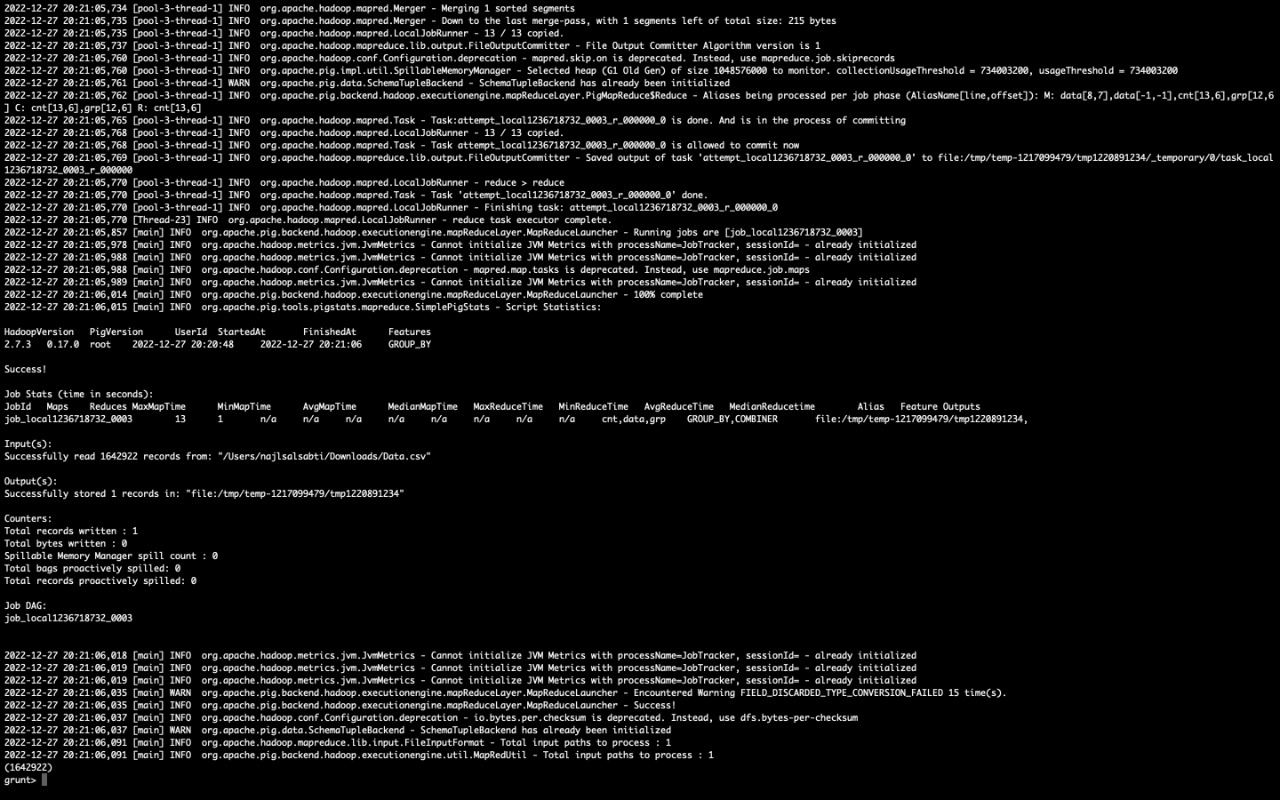 2022-12-27 20:21:05,734 [pool-3-thread-1] INFO  org.apache.hadoop.mapred.Merger - Merging 1 sorted segments
2022-12-27 20:21:05,735 [pool-3-thread-1] INFO  org.apache.hadoop.mapred.Merger - Down to the last merge-pass, with 1 segments left of total size: 215 bytes
2022-12-27 20:21:05,735 [pool-3-thread-1] INFO  org.apache.hadoop.mapred.LocalJobRunner - 13 / 13 copied.
2022-12-27 20:21:05,737 [pool-3-thread-1] INFO  org.apache.hadoop.mapreduce.lib.output.FileOutputCommitter - File Output Committer Algorithm version is 1
2022-12-27 20:21:05,760 [pool-3-thread-1] INFO  org.apache.hadoop.conf.Configuration.deprecation - mapred.skip.on is deprecated. Instead, use mapreduce.job.skiprecords
2022-12-27 20:21:05,760 [pool-3-thread-1] INFO  org.apache.pig.impl.util.SpillableMemoryManager - Selected heap (G1 Old Gen) of size 1048576000 to monitor. collectionUsageThreshold = 734003200, usageThreshold = 734003200
2022-12-27 20:21:05,761 [pool-3-thread-1] WARN  org.apache.pig.data.SchemaTupleBackend - SchemaTupleBackend has already been initialized
2022-12-27 20:21:05,762 [pool-3-thread-1] INFO  org.apache.pig.backend.hadoop.executionengine.mapReduceLayer.PigMapReduce$Reduce - Aliases being processed per job phase (AliasName[line,offset]): M: data[8,7],data[-1,-1],cnt[13,6],grp[12,6
] C: cnt[13,6],grp[12,6] R: cnt[13,6]
2022-12-27 20:21:05,765 [pool-3-thread-1] INFO  org.apache.hadoop.mapred.Task - Task:attempt_local1236718732_0003_r_000000_0 is done. And is in the process of committing
2022-12-27 20:21:05,768 [pool-3-thread-1] INFO  org.apache.hadoop.mapred.LocalJobRunner - 13 / 13 copied.
2022-12-27 20:21:05,768 [pool-3-thread-1] INFO  org.apache.hadoop.mapred.Task - Task attempt_local1236718732_0003_r_000000_0 is allowed to commit now
2022-12-27 20:21:05,769 [pool-3-thread-1] INFO  org.apache.hadoop.mapreduce.lib.output.FileOutputCommitter - Saved output of task 'attempt_local1236718732_0003_r_000000_0' to file:/tmp/temp-1217099479/tmp1220891234/_temporary/0/task_local
1236718732_0003_r_000000
2022-12-27 20:21:05,770 [pool-3-thread-1] INFO  org.apache.hadoop.mapred.LocalJobRunner - reduce > reduce
2022-12-27 20:21:05,770 [pool-3-thread-1] INFO  org.apache.hadoop.mapred.Task - Task 'attempt_local1236718732_0003_r_000000_0' done.
2022-12-27 20:21:05,770 [pool-3-thread-1] INFO  org.apache.hadoop.mapred.LocalJobRunner - Finishing task: attempt_local1236718732_0003_r_000000_0
2022-12-27 20:21:05,770 [Thread-23] INFO  org.apache.hadoop.mapred.LocalJobRunner - reduce task executor complete.
2022-12-27 20:21:05,857 [main] INFO  org.apache.pig.backend.hadoop.executionengine.mapReduceLayer.MapReduceLauncher - Running jobs are [job_local1236718732_0003]
2022-12-27 20:21:05,978 [main] INFO  org.apache.hadoop.metrics.jvm.JvmMetrics - Cannot initialize JVM Metrics with processName=JobTracker, sessionId= - already initialized
2022-12-27 20:21:05,988 [main] INFO  org.apache.hadoop.metrics.jvm.JvmMetrics - Cannot initialize JVM Metrics with processName=JobTracker, sessionId= - already initialized
2022-12-27 20:21:05,988 [main] INFO  org.apache.hadoop.conf.Configuration.deprecation - mapred.map.tasks is deprecated. Instead, use mapreduce.job.maps
2022-12-27 20:21:05,989 [main] INFO  org.apache.hadoop.metrics.jvm.JvmMetrics - Cannot initialize JVM Metrics with processName=JobTracker, sessionId= - already initialized
2022-12-27 20:21:06,014 [main] INFO  org.apache.pig.backend.hadoop.executionengine.mapReduceLayer.MapReduceLauncher - 100% complete
2022-12-27 20:21:06,015 [main] INFO  org.apache.pig.tools.pigstats.mapreduce.SimplePigStats - Script Statistics:
HadoopVersion PigVersion UserId StartedAt FinishedAt Features
2.7.3 0.17.0 root 2022-12-27 20:20:48 2022-12-27 20:21:06 GROUP_BY
Success!
Job Stats (time in seconds):
JobId Maps Reduces MaxMapTime MinMapTime AvgMapTime MedianMapTime MaxReduceTime MinReduceTime AvgReduceTime MedianReducetime Alias Feature Outputs
job_local1236718732_0003 13 1 n/a n/a n/a n/a n/a n/a n/a n/a cnt,data,grp GROUP_BY,COMBINER file:/tmp/temp-1217099479/tmp1220891234,
Input(s):
Successfully read 1642922 records from: "/Users/najlsalsabti/Downloads/Data.csv"
Output(s):
Successfully stored 1 records in: "file:/tmp/temp-1217099479/tmp1220891234"
Counters:
Total records written : 1
Total bytes written : 0
Spillable Memory Manager spill count : 0
Total bags proactively spilled: 0
Total records proactively spilled: 0
Job DAG:
job_local1236718732_0003
2022-12-27 20:21:06,018 [main] INFO  org.apache.hadoop.metrics.jvm.JvmMetrics - Cannot initialize JVM Metrics with processName=JobTracker, sessionId= - already initialized
2022-12-27 20:21:06,019 [main] INFO  org.apache.hadoop.metrics.jvm.JvmMetrics - Cannot initialize JVM Metrics with processName=JobTracker, sessionId= - already initialized
2022-12-27 20:21:06,019 [main] INFO  org.apache.hadoop.metrics.jvm.JvmMetrics - Cannot initialize JVM Metrics with processName=JobTracker, sessionId= - already initialized
2022-12-27 20:21:06,035 [main] WARN  org.apache.pig.backend.hadoop.executionengine.mapReduceLayer.MapReduceLauncher - Encountered Warning FIELD_DISCARDED_TYPE_CONVERSION_FAILED 15 time(s).
2022-12-27 20:21:06,035 [main] INFO  org.apache.pig.backend.hadoop.executionengine.mapReduceLayer.MapReduceLauncher - Success!
2022-12-27 20:21:06,037 [main] INFO  org.apache.hadoop.conf.Configuration.deprecation - io.bytes.per.checksum is deprecated. Instead, use dfs.bytes-per-checksum
2022-12-27 20:21:06,037 [main] WARN  org.apache.pig.data.SchemaTupleBackend - SchemaTupleBackend has already been initialized
2022-12-27 20:21:06,091 [main] INFO  org.apache.hadoop.mapreduce.lib.input.FileInputFormat - Total input paths to process : 1
2022-12-27 20:21:06,091 [main] INFO  org.apache.pig.backend.hadoop.executionengine.util.MapRedUtil - Total input paths to process : 1
(1642922)
grunt>